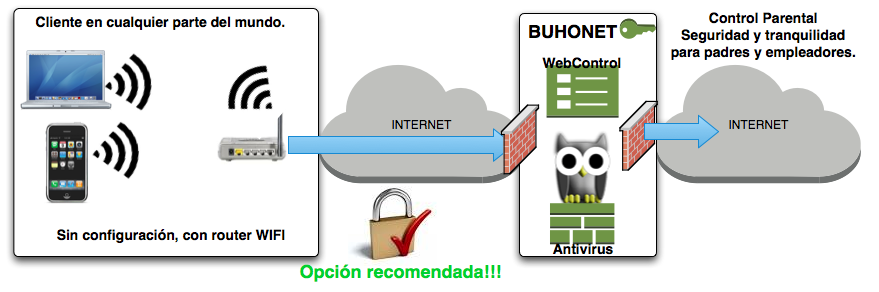 Cliente en cualquier parte del mundo.
Sin configuración, con router WIFI
INTERNET
Opción recomendada!!!
BUHONET
WebControl
Antivirus
Control Parental
Seguridad y tranquilidad
para padres y empleadores.
INTERNET